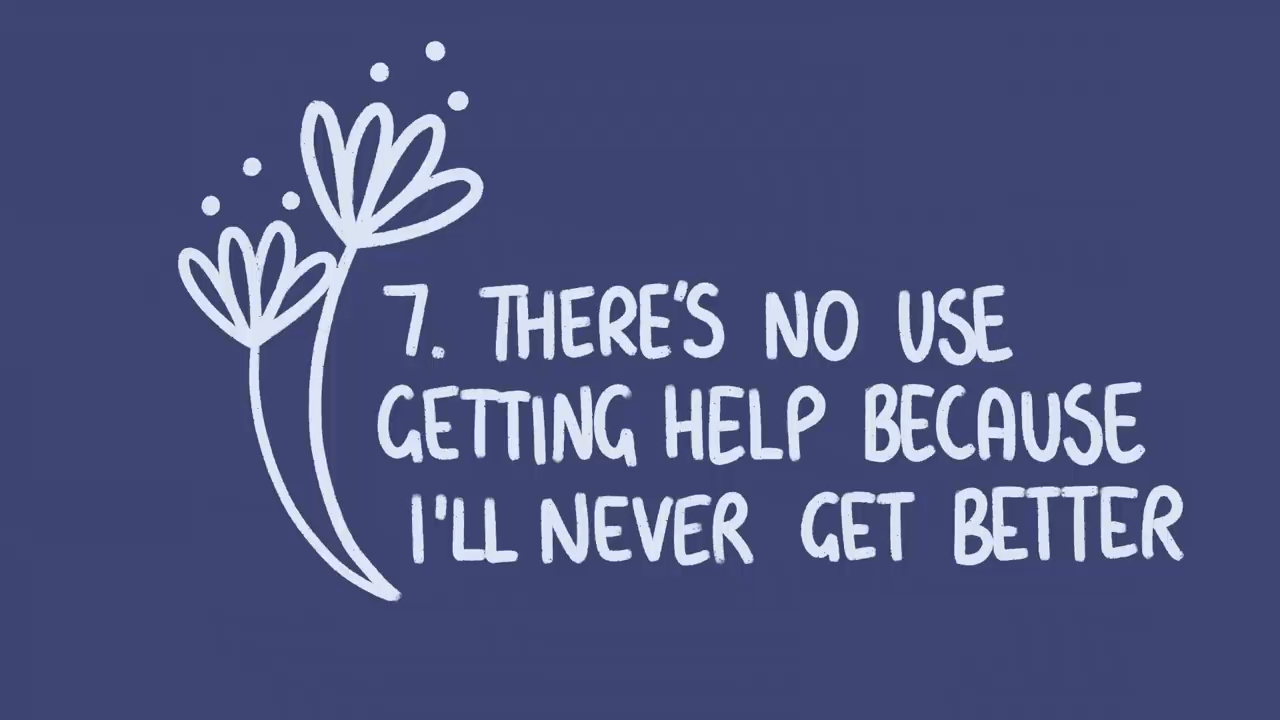 7. THERE'S NO USE
GETTING HELP BECAUSE
I'LL NEVER GET BETTER